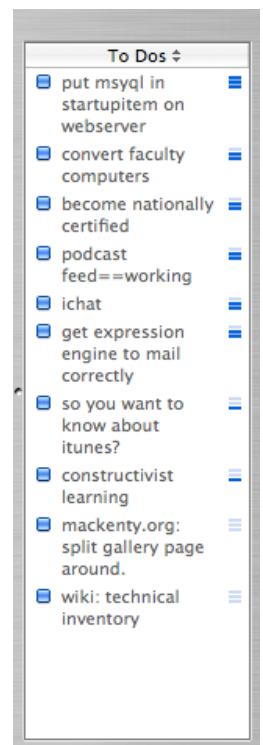 To Dos
put msyql in
startupitem on
webserver
convert faculty
computers
become nationally
certified
podcast
feed==working
ichat
get expression
engine to mail
correctly
so you want to
know about
itunes?
constructivist
learning
mackenty.org:
split gallery page
around.
wiki: technical
inventory